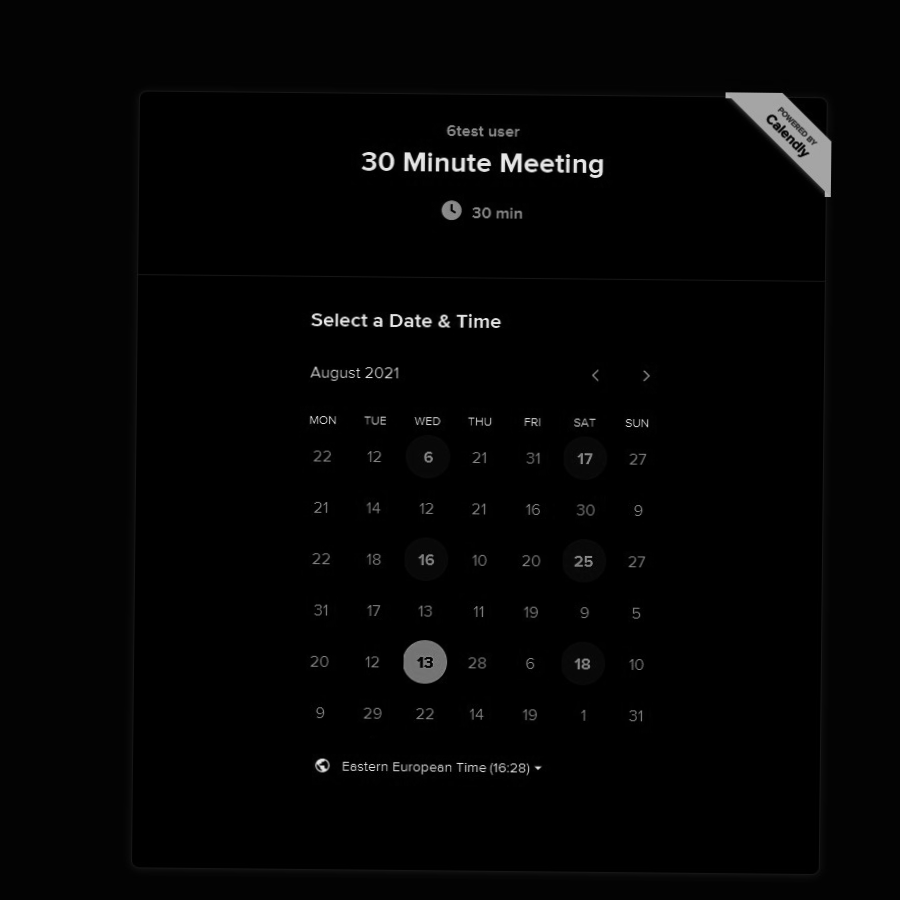 POWERED BY
Calendly
6test user
30 Minute Meeting
30 min
Select a Date & Time
August 2021
MON TUE WED THU FRI SAT SUN
22 12 6 21 31 17 27
21 14 12 21 16 30 9
22 18 16 10 20 25 27
31 17 13 11 19 9 5
20 12 13 28 6 18 10
9 29 22 14 19 1 31
Eastern European Time (16:28)